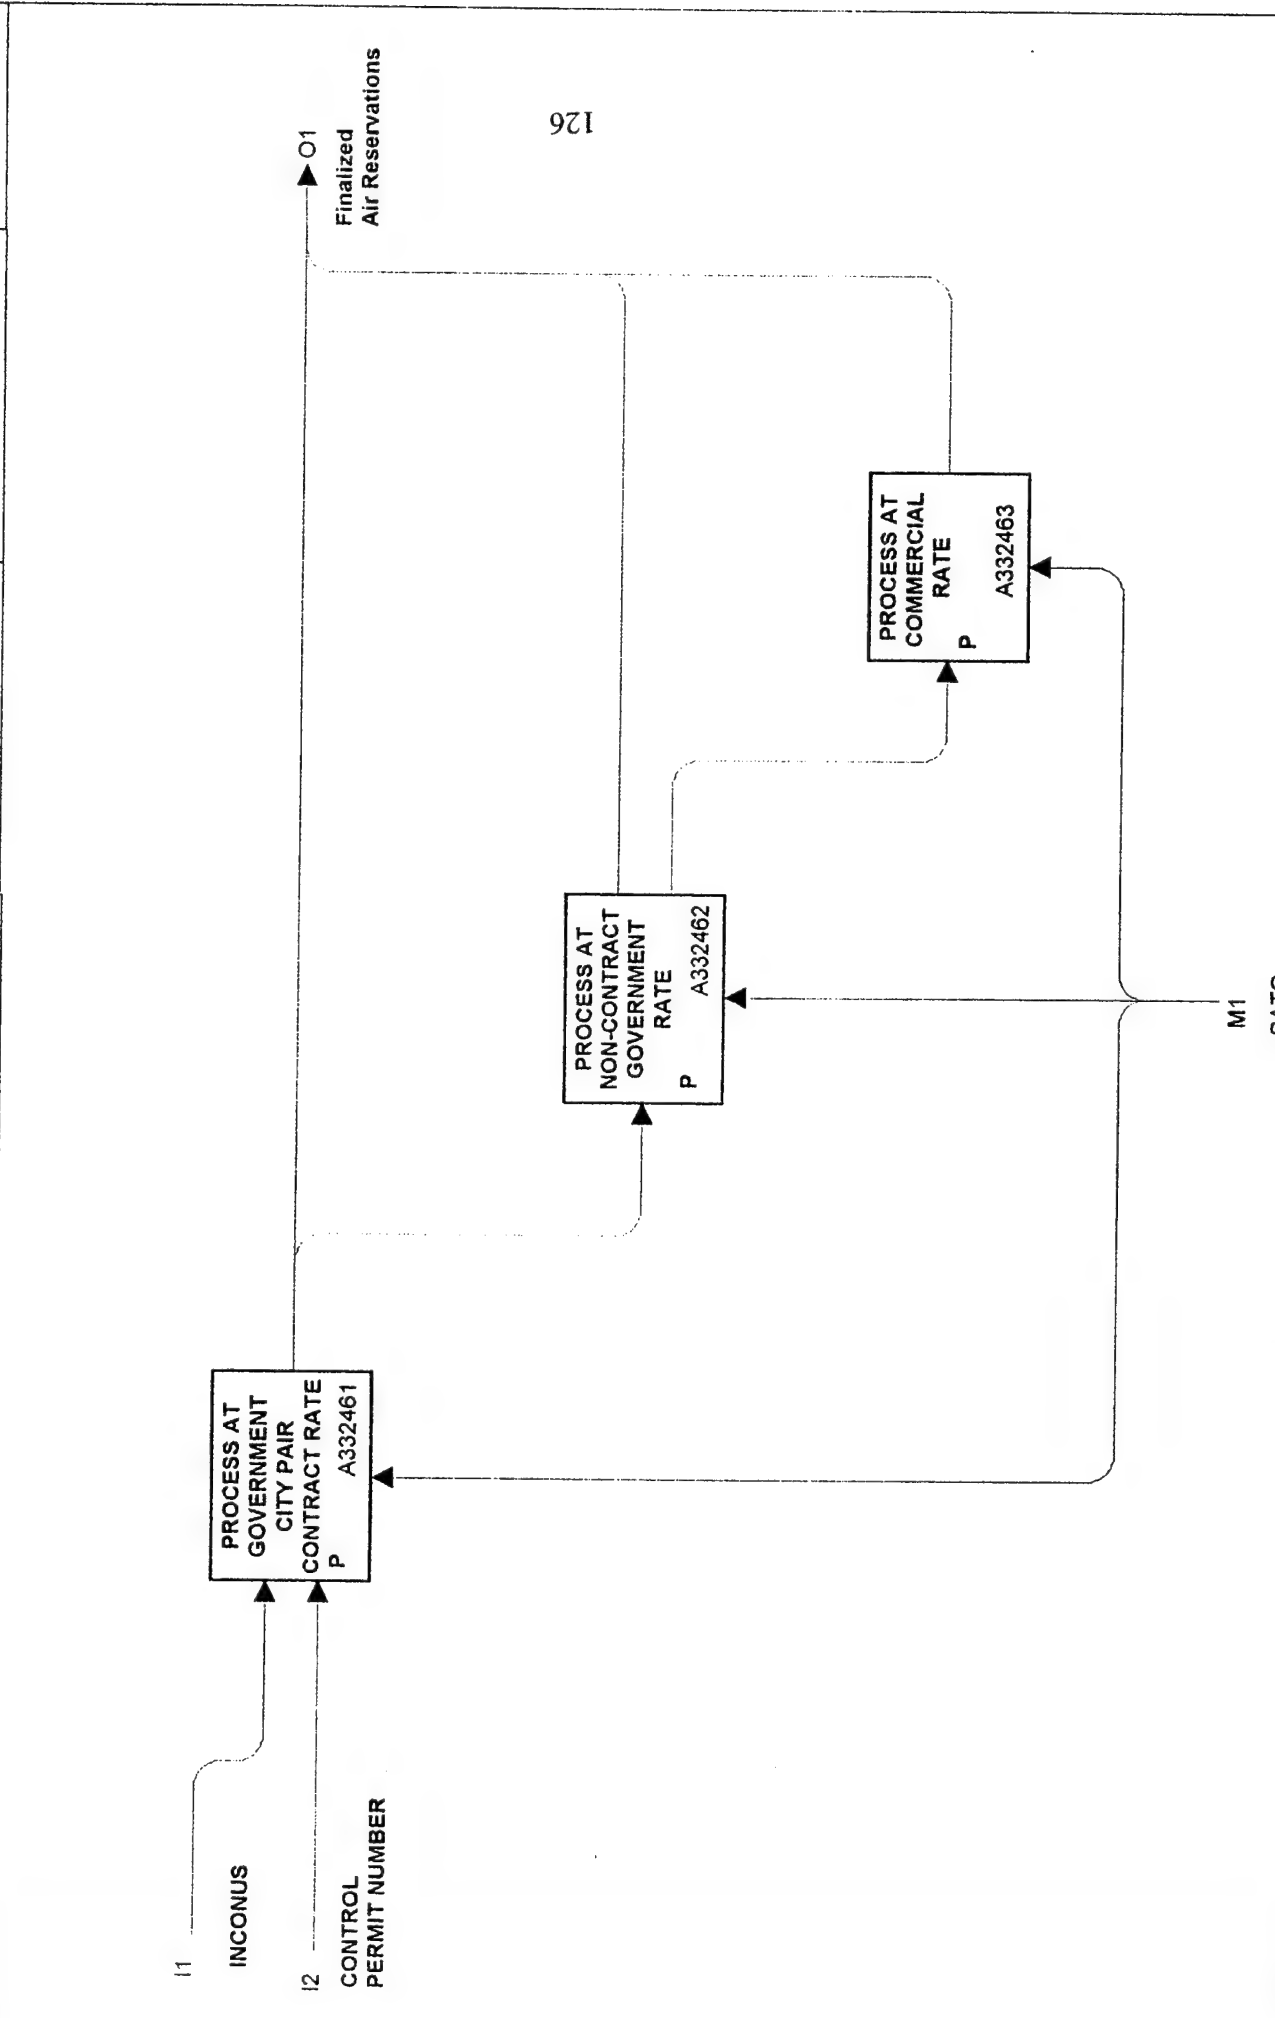 I1
INCONUS
I2
CONTROL
PERMIT NUMBER
PROCESS AT
GOVERNMENT
CITY PAIR
CONTRACT RATE
P
A332461
PROCESS AT
NON-CONTRACT
GOVERNMENT
RATE
P
A332462
PROCESS AT
COMMERCIAL
RATE
P
A332463
O1
Finalized
Air Reservations
M1
126